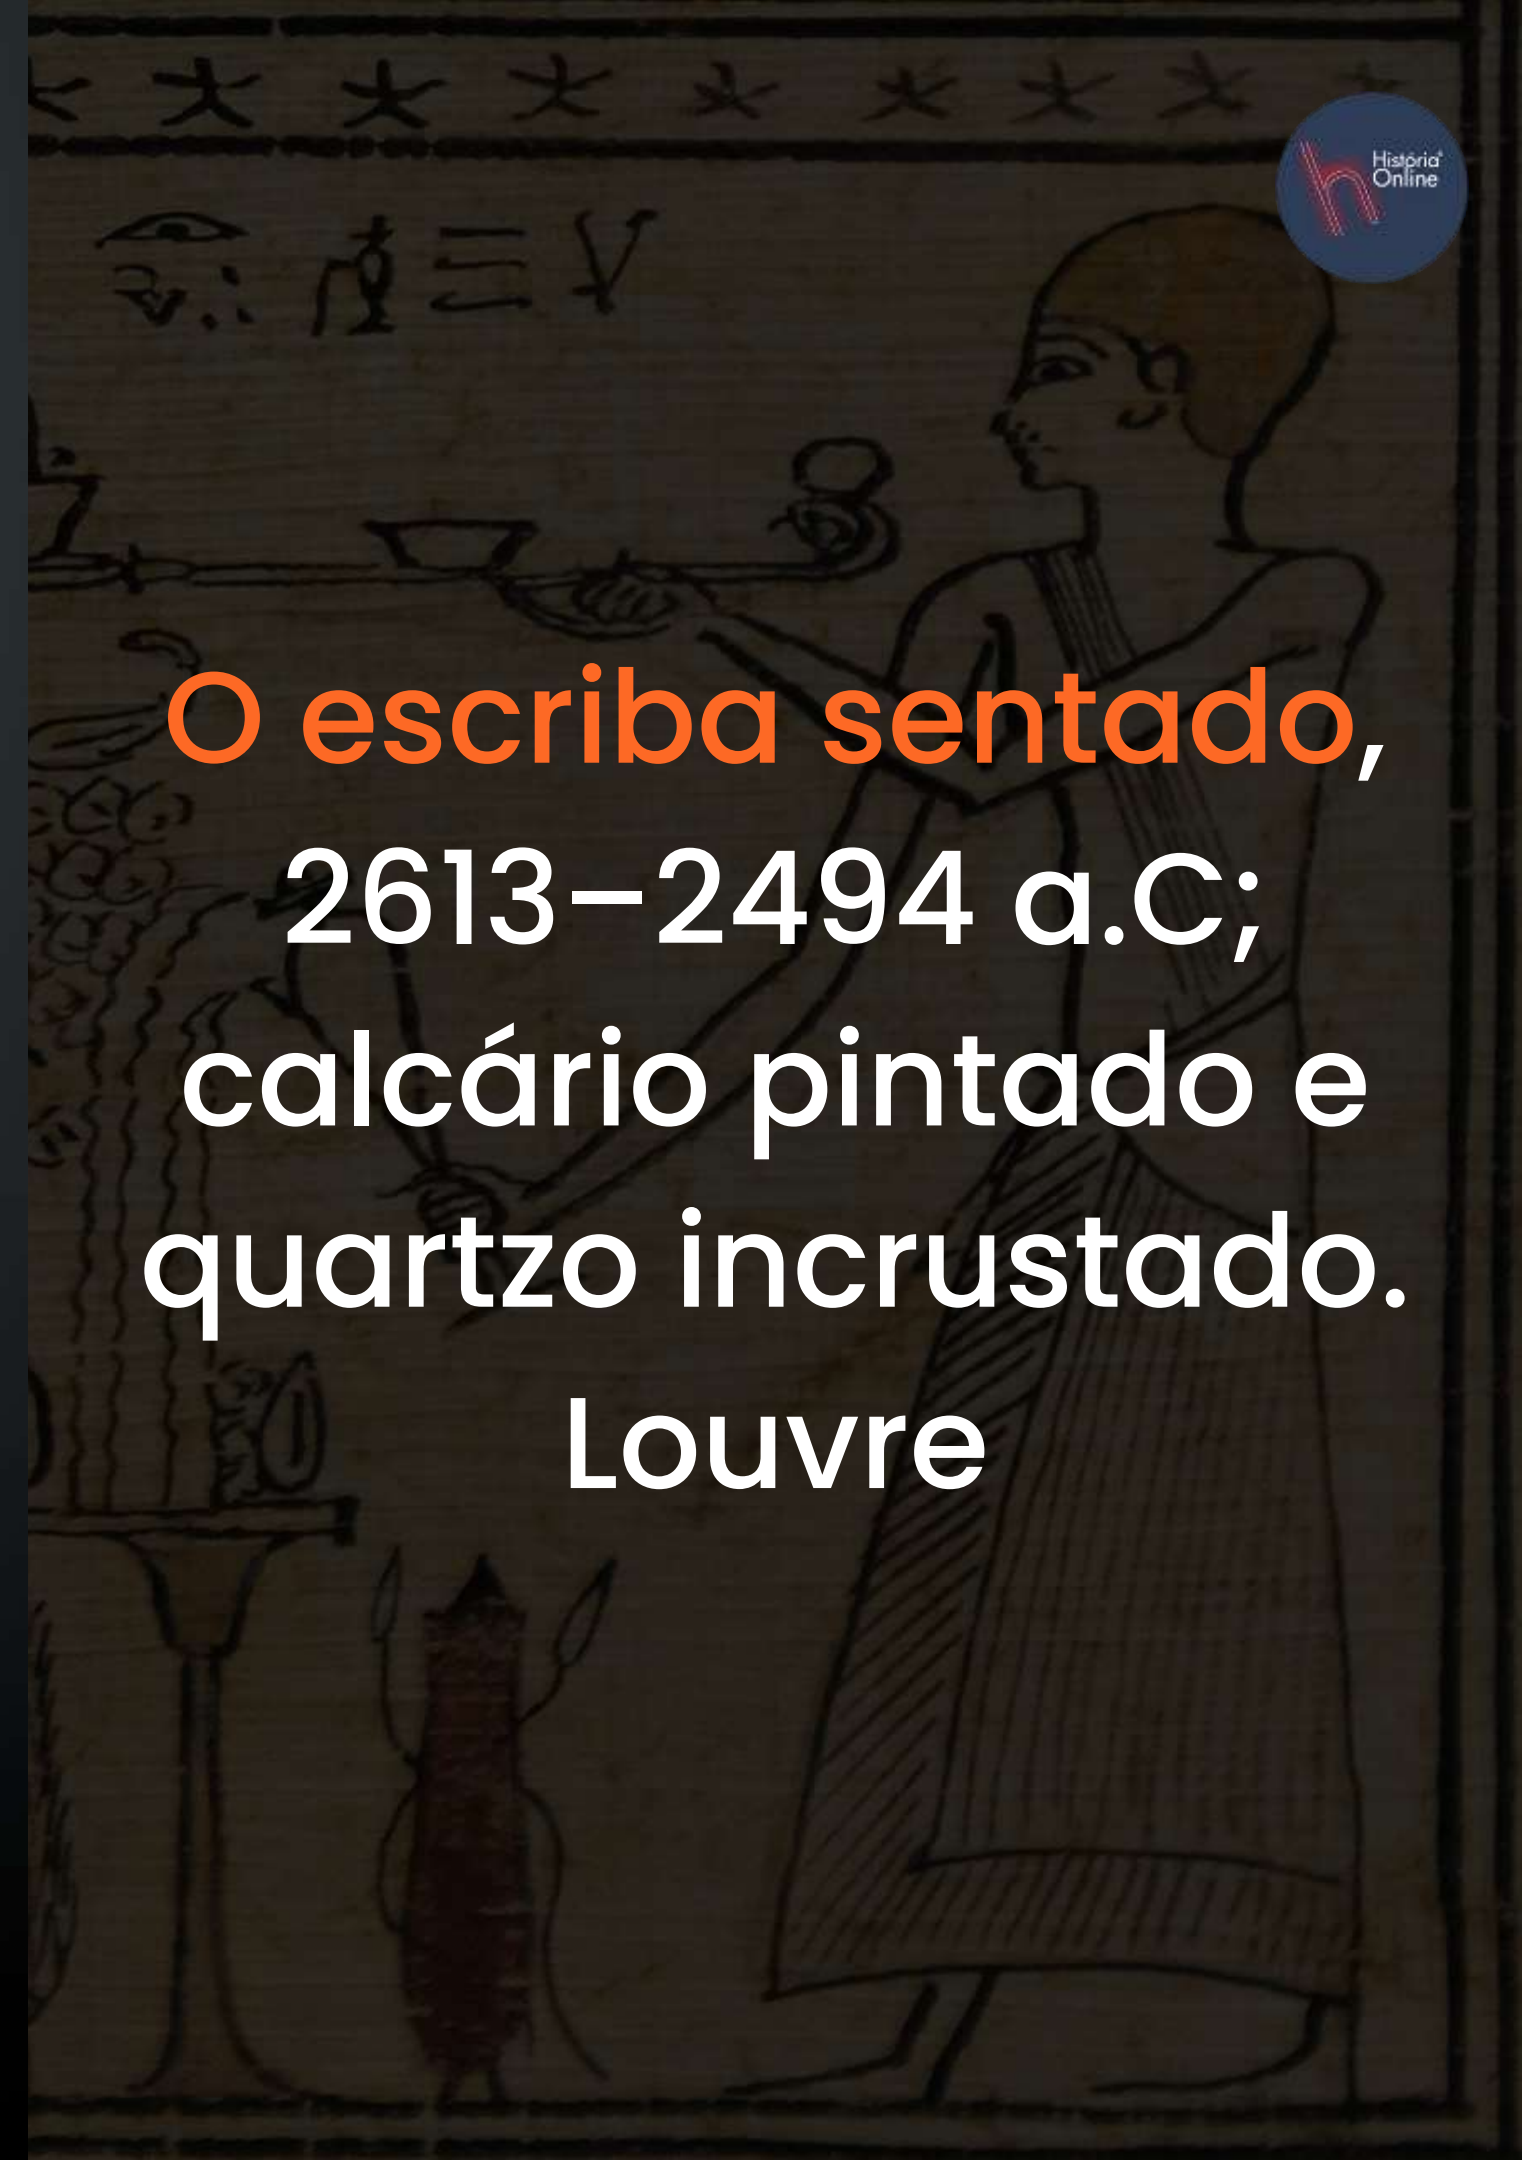 História
Online
O escriba sentado,
2613–2494 a.C;
calcário pintado e
quartzo incrustado.
Louvre